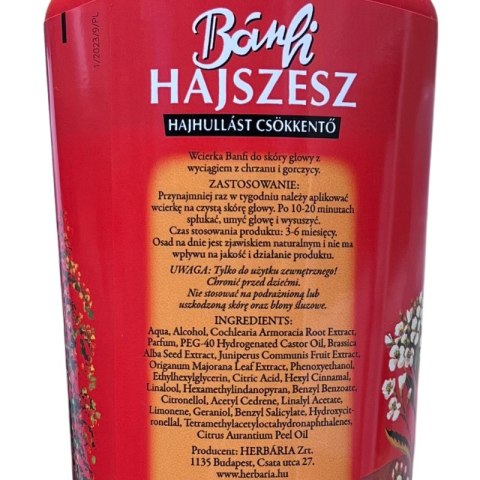 1/2023/9/PL
Bánfi
HAJSZESZ
HAJHULLÁST CSÖKKENTŐ
Wcierka Banfi do skóry głowy z
wyciągiem z chrzanu i gorczycy.
ZASTOSOWANIE:
Przynajmniej raz w tygodniu należy aplikować
wcierkę na czystą skórę głowy. Po 10-20 minutach
spłukać, umyć głowę i wysuszyć.
Czas stosowania produktu: 3-6 miesięcy.
Osad na dnie jest zjawiskiem naturalnym i nie ma
wpływu na jakość i działanie produktu.
UWAGA: Tylko do użytku zewnętrznego!
Chronić przed dziećmi.
Nie stosować na podrażnioną lub
uszkodzoną skórę oraz błony śluzowe.
INGREDIENTS:
Aqua, Alcohol, Cochlearia Armoracia Root Extract,
Parfum, PEG-40 Hydrogenated Castor Oil, Brassica
Alba Seed Extract, Juniperus Communis Fruit Extract,
Origanum Majorana Leaf Extract, Phenoxyethanol,
Ethylhexylglycerin, Citric Acid, Hexyl Cinnamal,
Linalool, Hexamethylindanopyran, Benzyl Benzoate,
Citronellol, Acetyl Cedrene, Linalyl Acetate,
Limonene, Geraniol, Benzyl Salicylate, Hydroxycit-
ronellal, Tetramethylacetyloctahydronaphthalenes,
Citrus Aurantium Peel Oil
Producent: HERBÁRIA Zrt.
1135 Budapest, Csata utca 27.
www.herbaria.hu